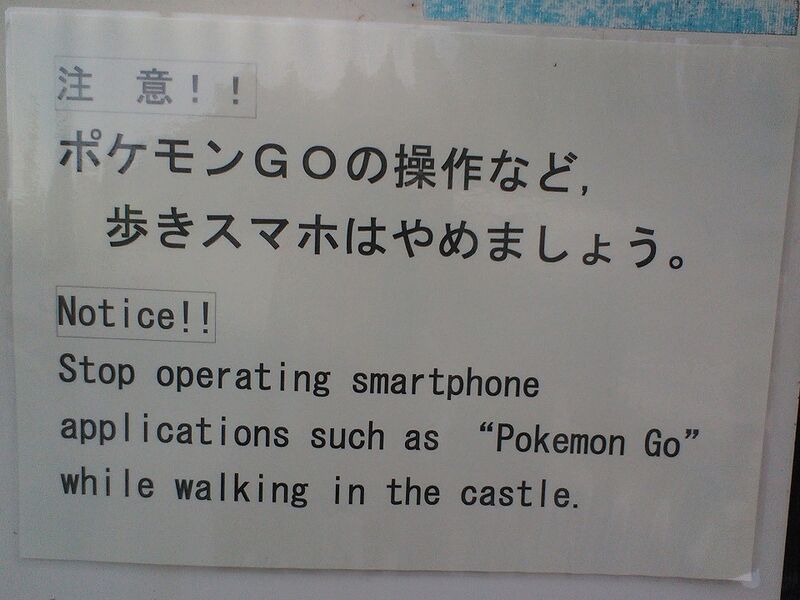 注　意！！
ポケモンＧＯの操作など,
歩きスマホはやめましょう。
Notice!!
Stop operating smartphone
applications such as “Pokemon Go”
while walking in the castle.